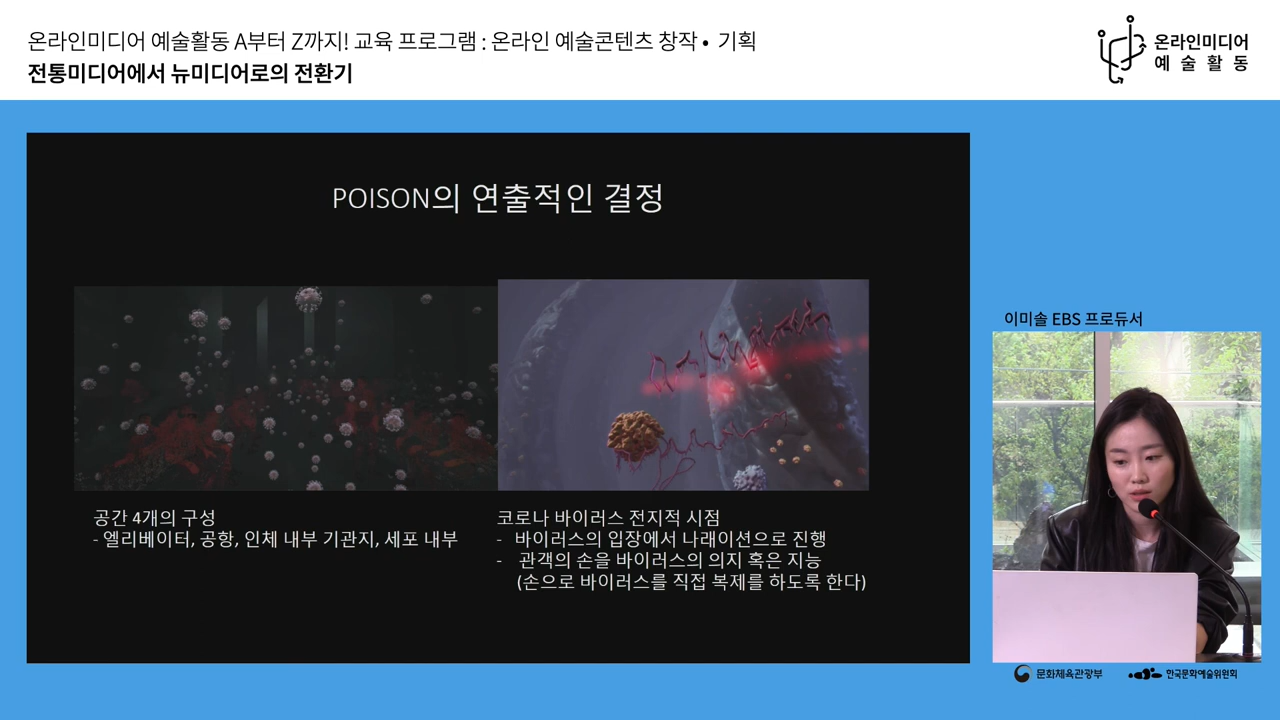 온라인미디어 예술활동 A부터 Z까지! 교육 프로그램 : 온라인 예술콘텐츠 창작 • 기획
전통미디어에서 뉴미디어로의 전환기
온라인미디어
예 술 활 동
POISON의 연출적인 결정
공간 4개의 구성
- 엘리베이터, 공항, 인체 내부 기관지, 세포 내부
코로나 바이러스 전지적 시점
- 바이러스의 입장에서 나래이션으로 진행
- 관객의 손을 바이러스의 의지 혹은 지능
(손으로 바이러스를 직접 복제를 하도록 한다)
이미솔 EBS 프로듀서
문화체육관광부
한국문화예술위원회